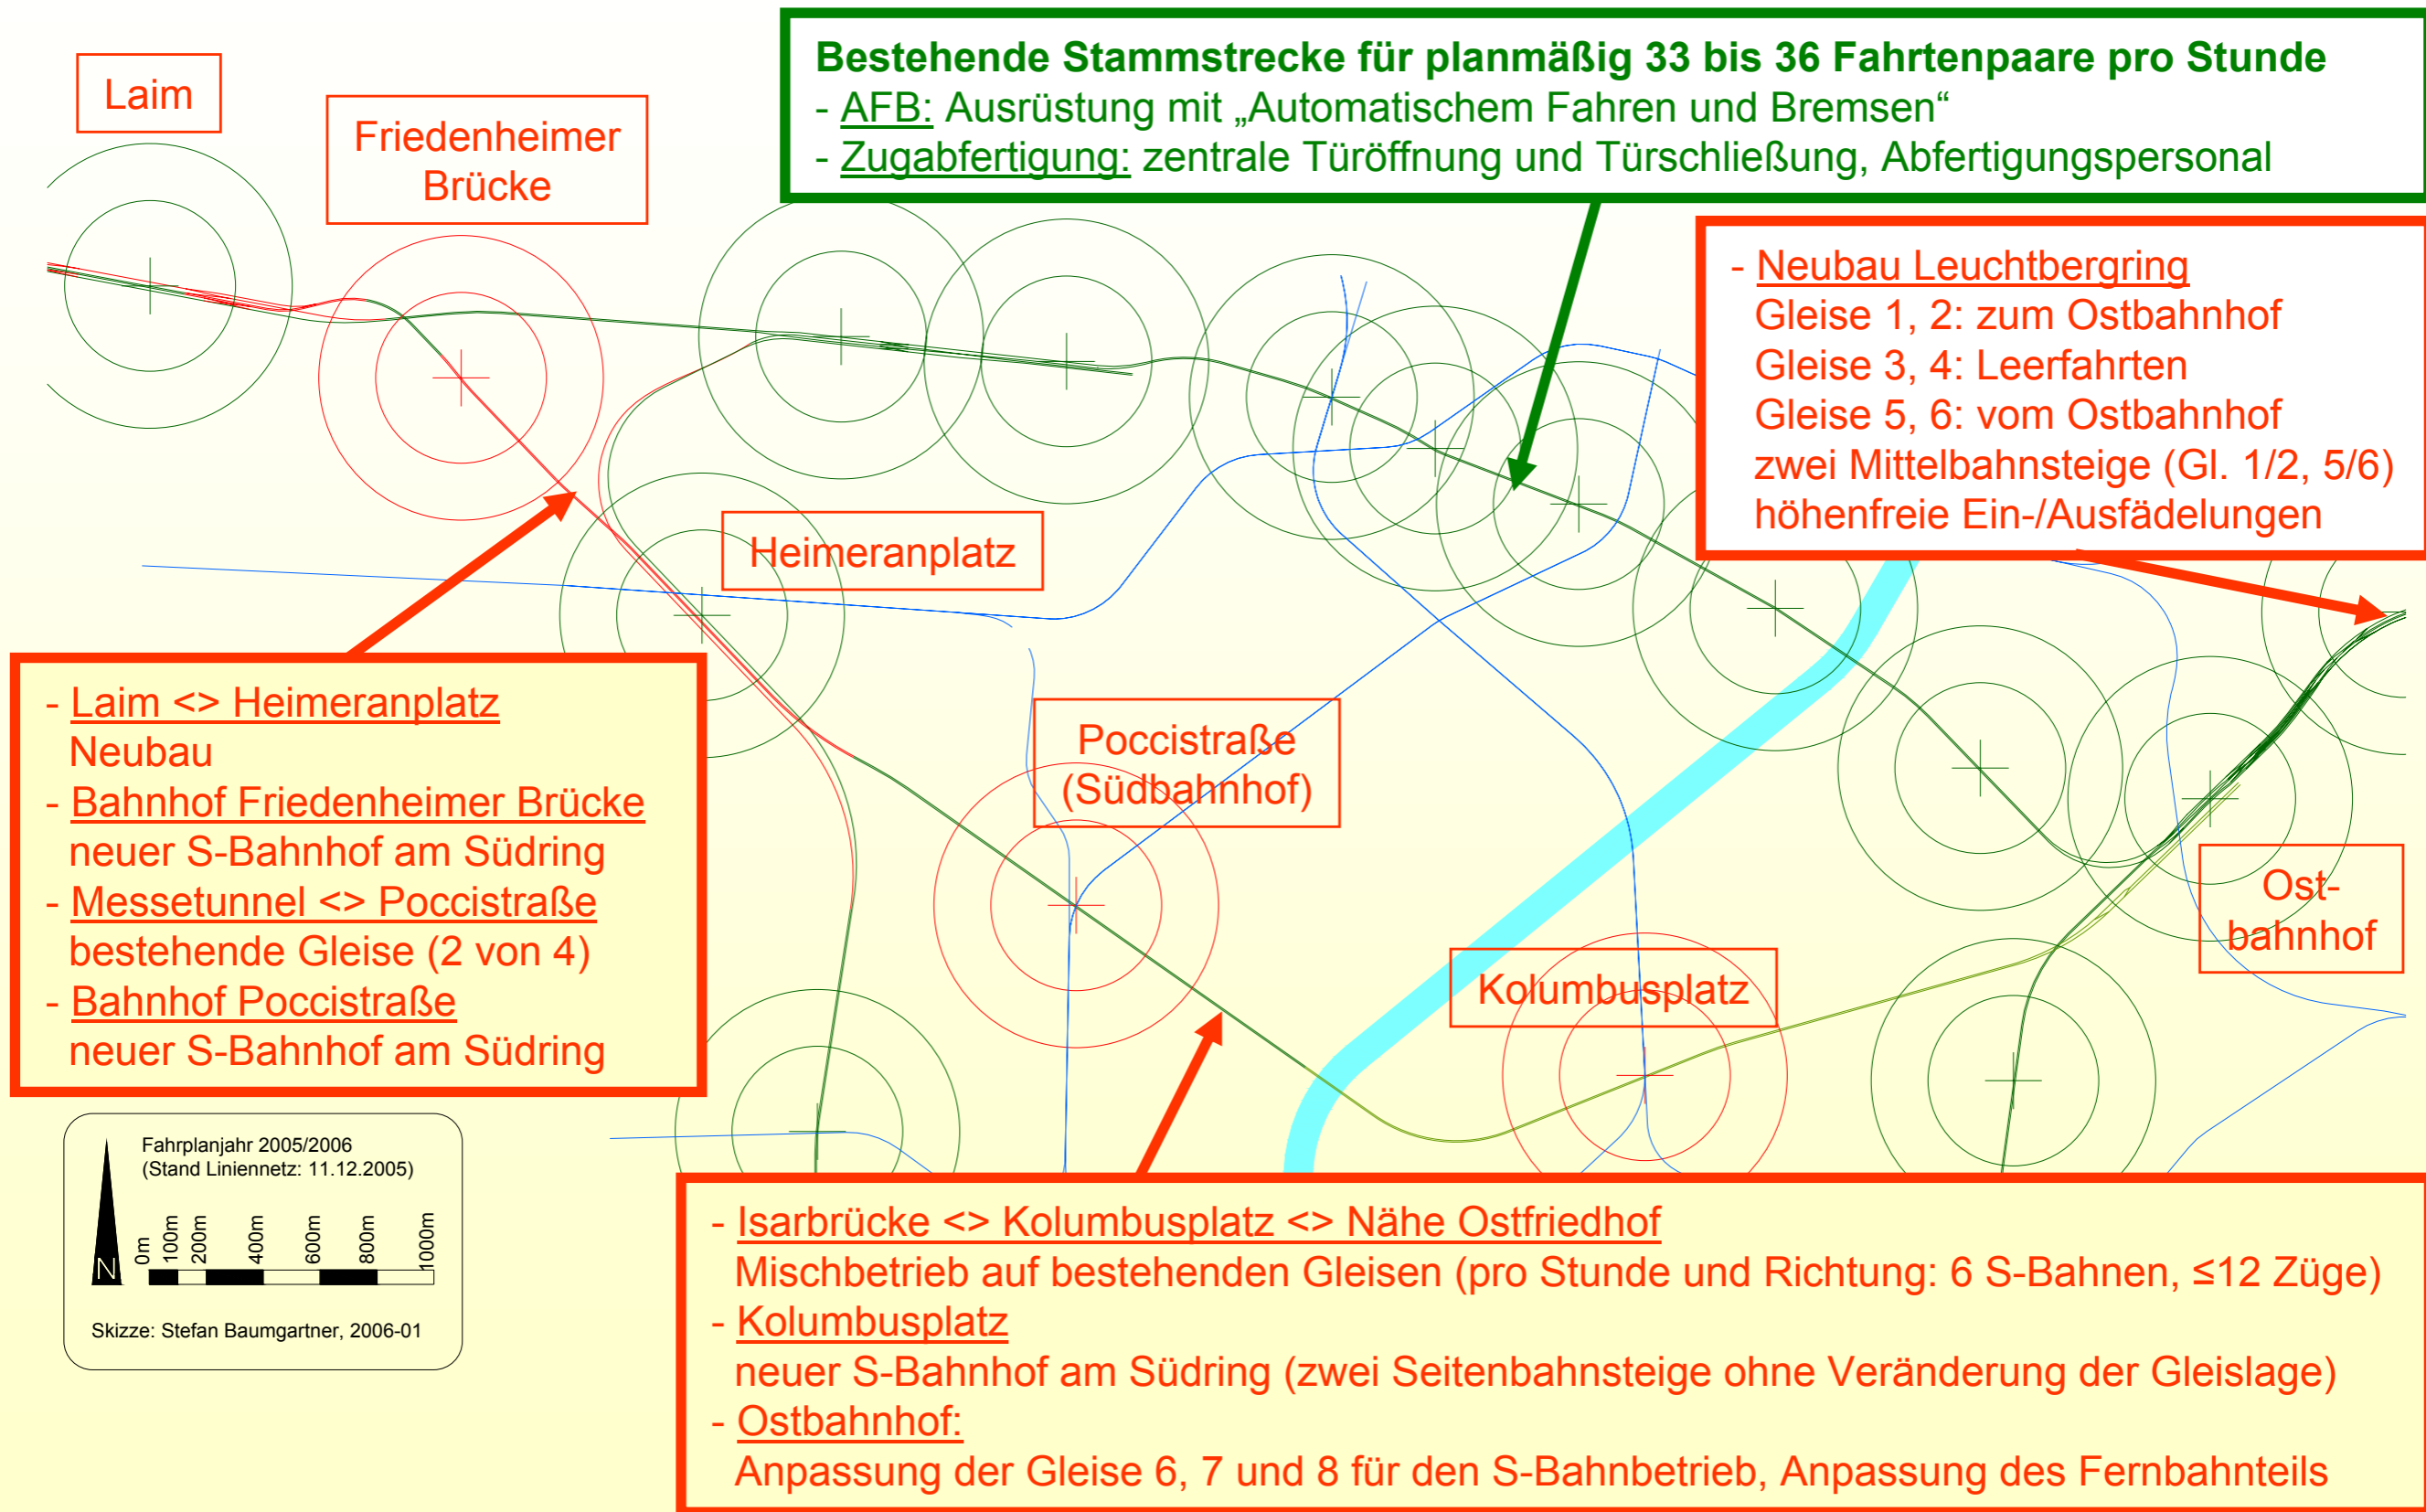 Bestehende Stammstrecke für planmäßig 33 bis 36 Fahrtenpaare pro Stunde
- AFB: Ausrüstung mit „Automatischem Fahren und Bremsen“
- Zugabfertigung: zentrale Türöffnung und Türschließung, Abfertigungspersonal
Laim
Friedenheimer
Brücke
- Neubau Leuchtbergring
Gleise 1, 2: zum Ostbahnhof
Gleise 3, 4: Leerfahrten
Gleise 5, 6: vom Ostbahnhof
zwei Mittelbahnsteige (Gl. 1/2, 5/6)
höhenfreie Ein-/Ausfädelungen
Heimeranplatz
- Laim <> Heimeranplatz
Neubau
- Bahnhof Friedenheimer Brücke
neuer S-Bahnhof am Südring
- Messetunnel <> Poccistraße
bestehende Gleise (2 von 4)
- Bahnhof Poccistraße
neuer S-Bahnhof am Südring
Poccistraße
(Südbahnhof)
Kolumbusplatz
Ost-
bahnhof
Fahrplanjahr 2005/2006
(Stand Liniennetz: 11.12.2005)
N
0m
100m
200m
400m
600m
800m
1000m
Skizze: Stefan Baumgartner, 2006-01
- Isarbrücke <> Kolumbusplatz <> Nähe Ostfriedhof
Mischbetrieb auf bestehenden Gleisen (pro Stunde und Richtung: 6 S-Bahnen, ≤12 Züge)
- Kolumbusplatz
neuer S-Bahnhof am Südring (zwei Seitenbahnsteige ohne Veränderung der Gleislage)
- Ostbahnhof:
Anpassung der Gleise 6, 7 und 8 für den S-Bahnbetrieb, Anpassung des Fernbahnteils